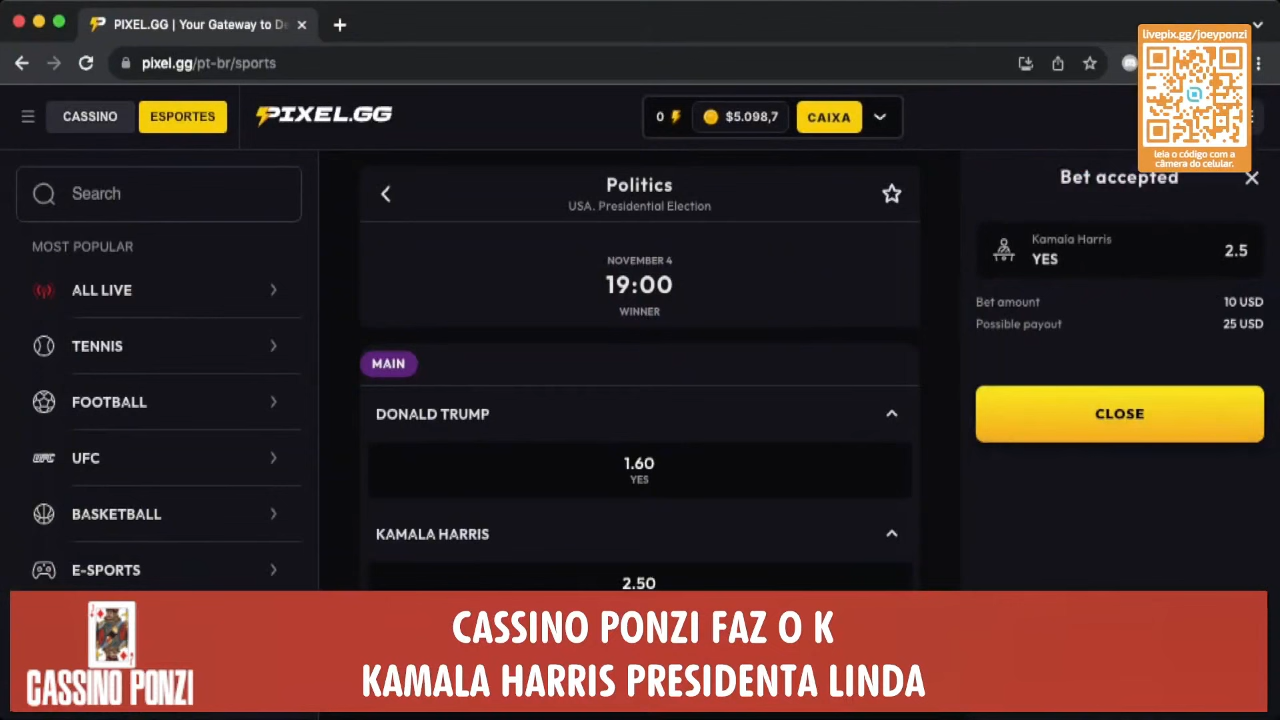 PIXEL.GG | Your Gateway to De
pixel.gg/pt-br/sports
livepix.gg/joeyponzi
leia o código com a
câmera do celular.
CASSINO
ESPORTES
PIXEL.GG
0
$5.098,7
CAIXA
Search
MOST POPULAR
ALL LIVE
TENNIS
FOOTBALL
UFC
UFC
BASKETBALL
E-SPORTS
Politics
USA. Presidential Election
NOVEMBER 4
19:00
WINNER
MAIN
DONALD TRUMP
1.60
YES
KAMALA HARRIS
2.50
Bet accepted
Kamala Harris
YES
2.5
Bet amount 10 USD
Possible payout 25 USD
CLOSE
CASSINO PONZI
CASSINO PONZI FAZ O K
KAMALA HARRIS PRESIDENTA LINDA